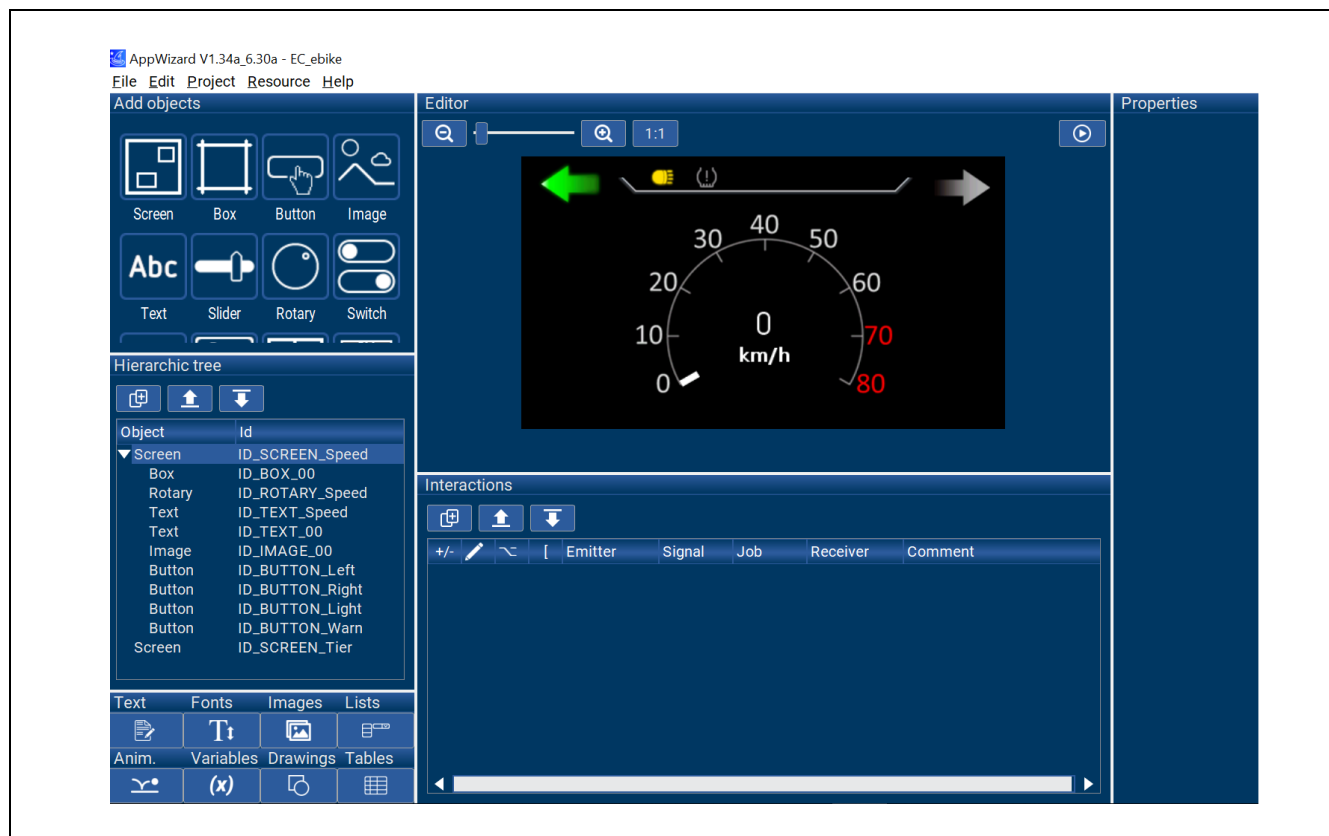 AppWizard V1.34a_6.30a - EC_ebike
File Edit Project Resource Help
Add objects
Screen Box Button Image
Abc
Text Slider Rotary Switch
Hierarchic tree
Object Id
Screen ID_SCREEN_Speed
Box ID_BOX_00
Rotary ID_ROTARY_Speed
Text ID_TEXT_Speed
Text ID_TEXT_00
Image ID_IMAGE_00
Button ID_BUTTON_Left
Button ID_BUTTON_Right
Button ID_BUTTON_Light
Button ID_BUTTON_Warn
Screen ID_SCREEN_Tier
Text Fonts Images Lists
Anim. Variables Drawings Tables
(x)
Editor
1:1
40
30 50
20 60
10 0 70
km/h
0 80
Interactions
+/- [ Emitter Signal Job Receiver Comment
Properties